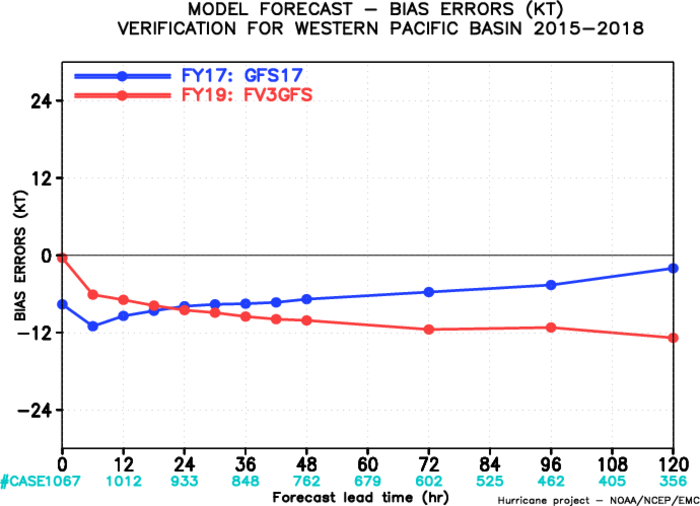 MODEL FORECAST – BIAS ERRORS (KT)
VERIFICATION FOR WESTERN PACIFIC BASIN 2015–2018
FY17: GFS17
FY19: FV3GFS
24
12
0
−12
−24
BIAS ERRORS (KT)
0 12 24 36 48 60 72 84 96 108 120
#CASE1067 1012 933 848 762 679 602 525 462 405 356
Forecast lead time (hr)
Hurricane project – NOAA/NCEP/EMC